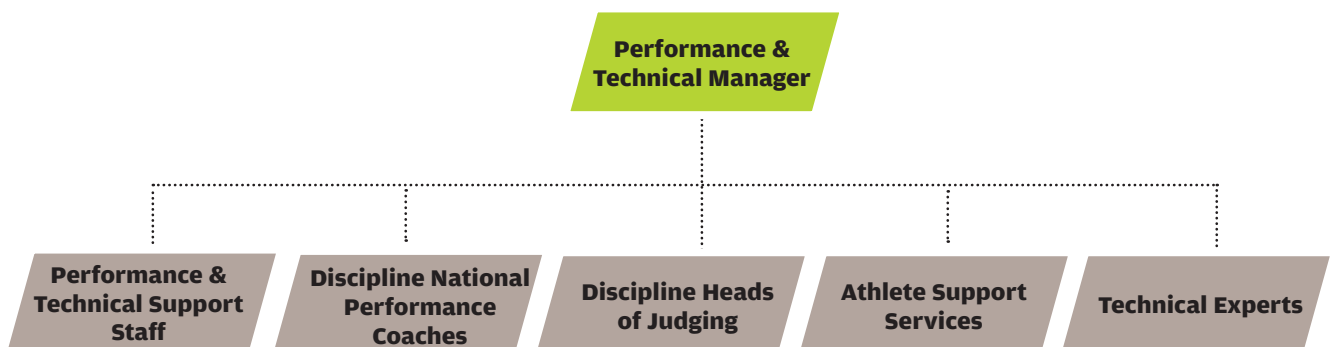 Performance &
Technical Manager
Performance &
Technical Support
Staff
Discipline National
Performance
Coaches
Discipline Heads
of Judging
Athlete Support
Services
Technical Experts